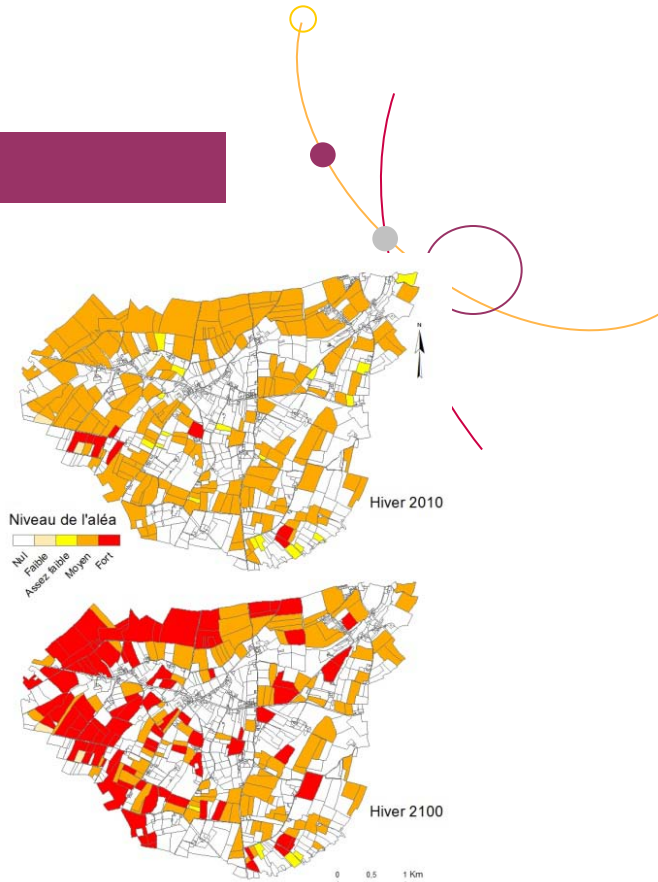 N
Hiver 2010
Niveau de l'aléa
Nul
Faible
Assez faible
Moyen
Fort
Hiver 2100
0 0,5 1 Km